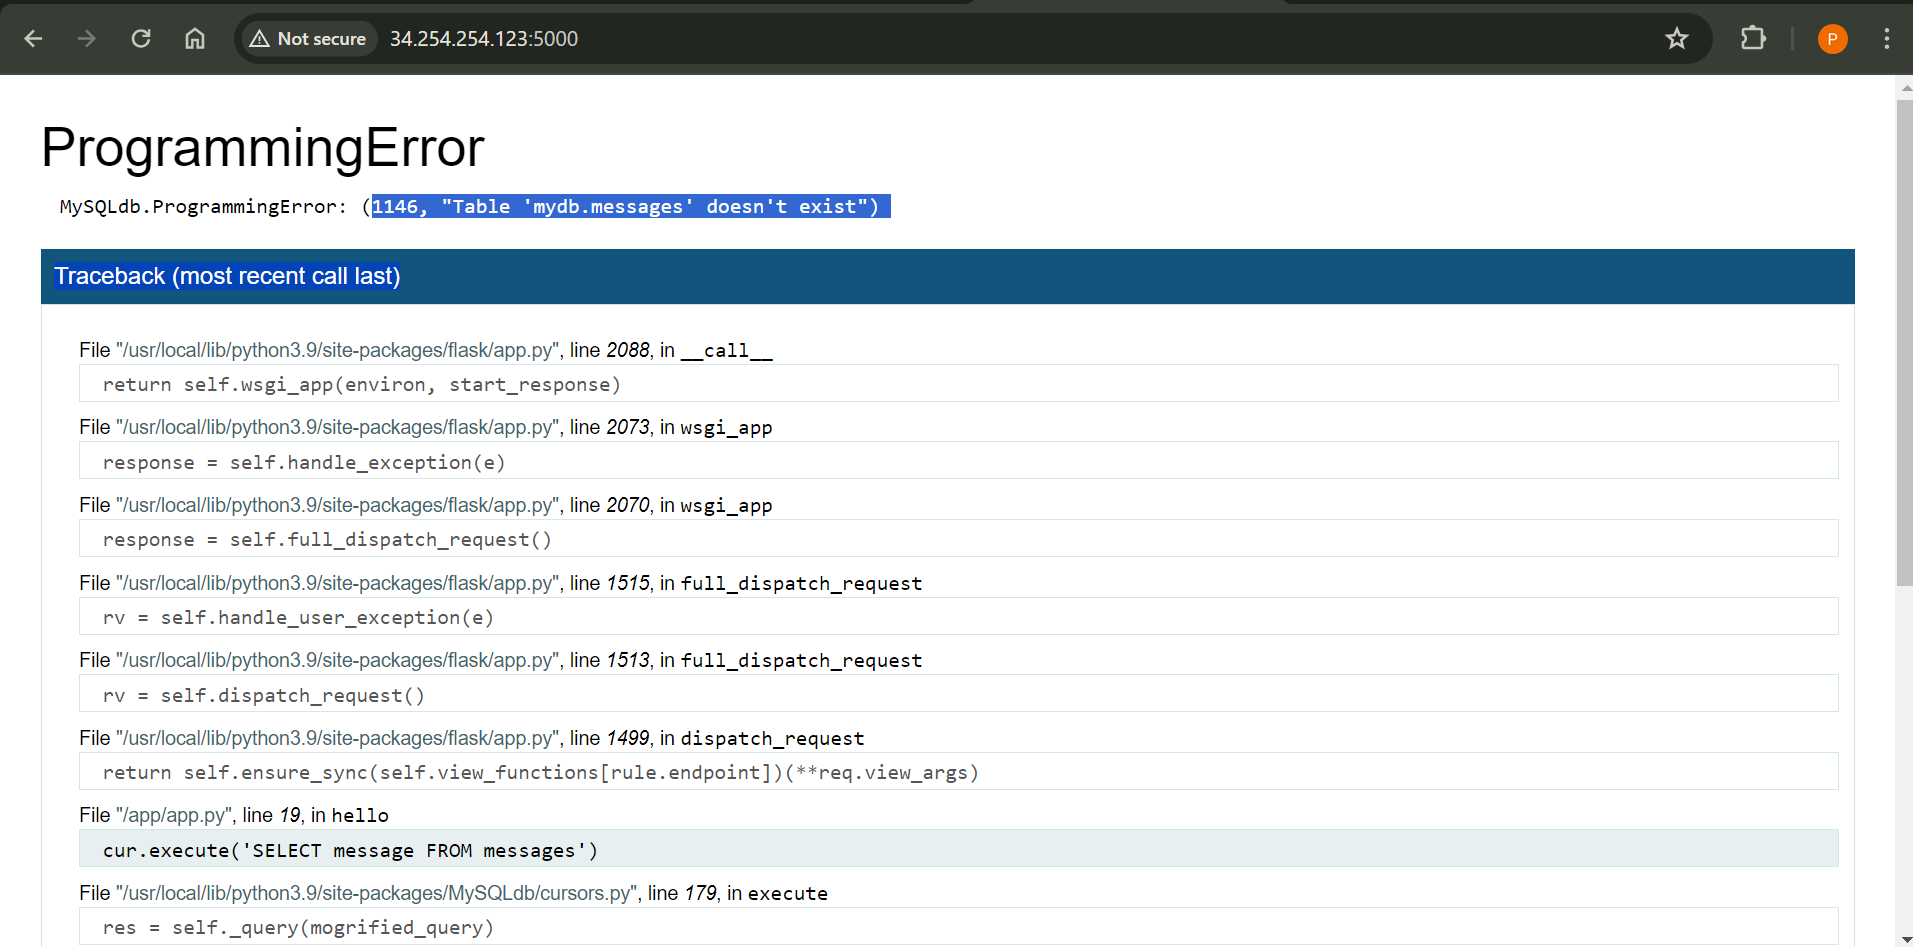 Not secure 34.254.254.123:5000
P
ProgrammingError
MySQLdb.ProgrammingError: (1146, "Table 'mydb.messages' doesn't exist")
Traceback (most recent call last)
File "/usr/local/lib/python3.9/site-packages/flask/app.py", line 2088, in __call__
return self.wsgi_app(environ, start_response)
File "/usr/local/lib/python3.9/site-packages/flask/app.py", line 2073, in wsgi_app
response = self.handle_exception(e)
File "/usr/local/lib/python3.9/site-packages/flask/app.py", line 2070, in wsgi_app
response = self.full_dispatch_request()
File "/usr/local/lib/python3.9/site-packages/flask/app.py", line 1515, in full_dispatch_request
rv = self.handle_user_exception(e)
File "/usr/local/lib/python3.9/site-packages/flask/app.py", line 1513, in full_dispatch_request
rv = self.dispatch_request()
File "/usr/local/lib/python3.9/site-packages/flask/app.py", line 1499, in dispatch_request
return self.ensure_sync(self.view_functions[rule.endpoint])(**req.view_args)
File "/app/app.py", line 19, in hello
cur.execute('SELECT message FROM messages')
File "/usr/local/lib/python3.9/site-packages/MySQLdb/cursors.py", line 179, in execute
res = self._query(mogrified_query)